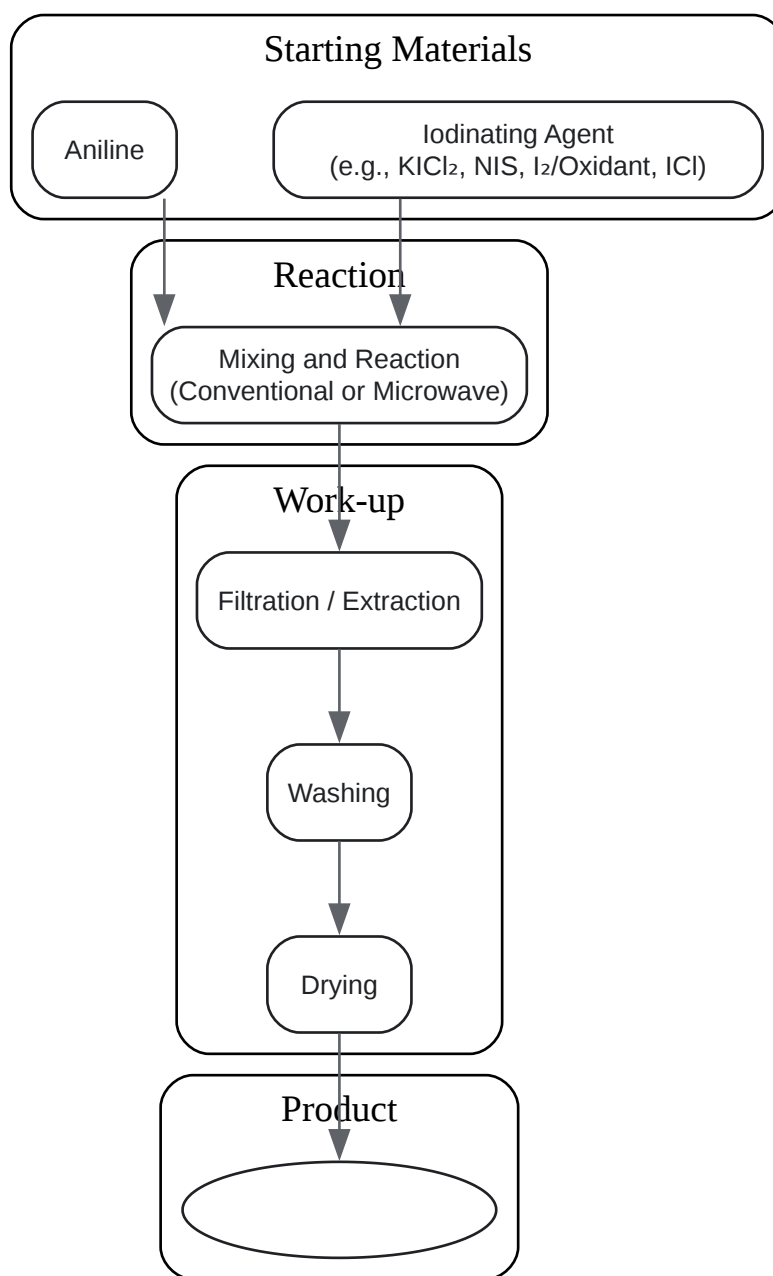 Starting Materials
Aniline
Iodinating Agent
(e.g., KICl₂, NIS, I₂/Oxidant, ICl)
Reaction
Mixing and Reaction
(Conventional or Microwave)
Work-up
Filtration / Extraction
Washing
Drying
Product